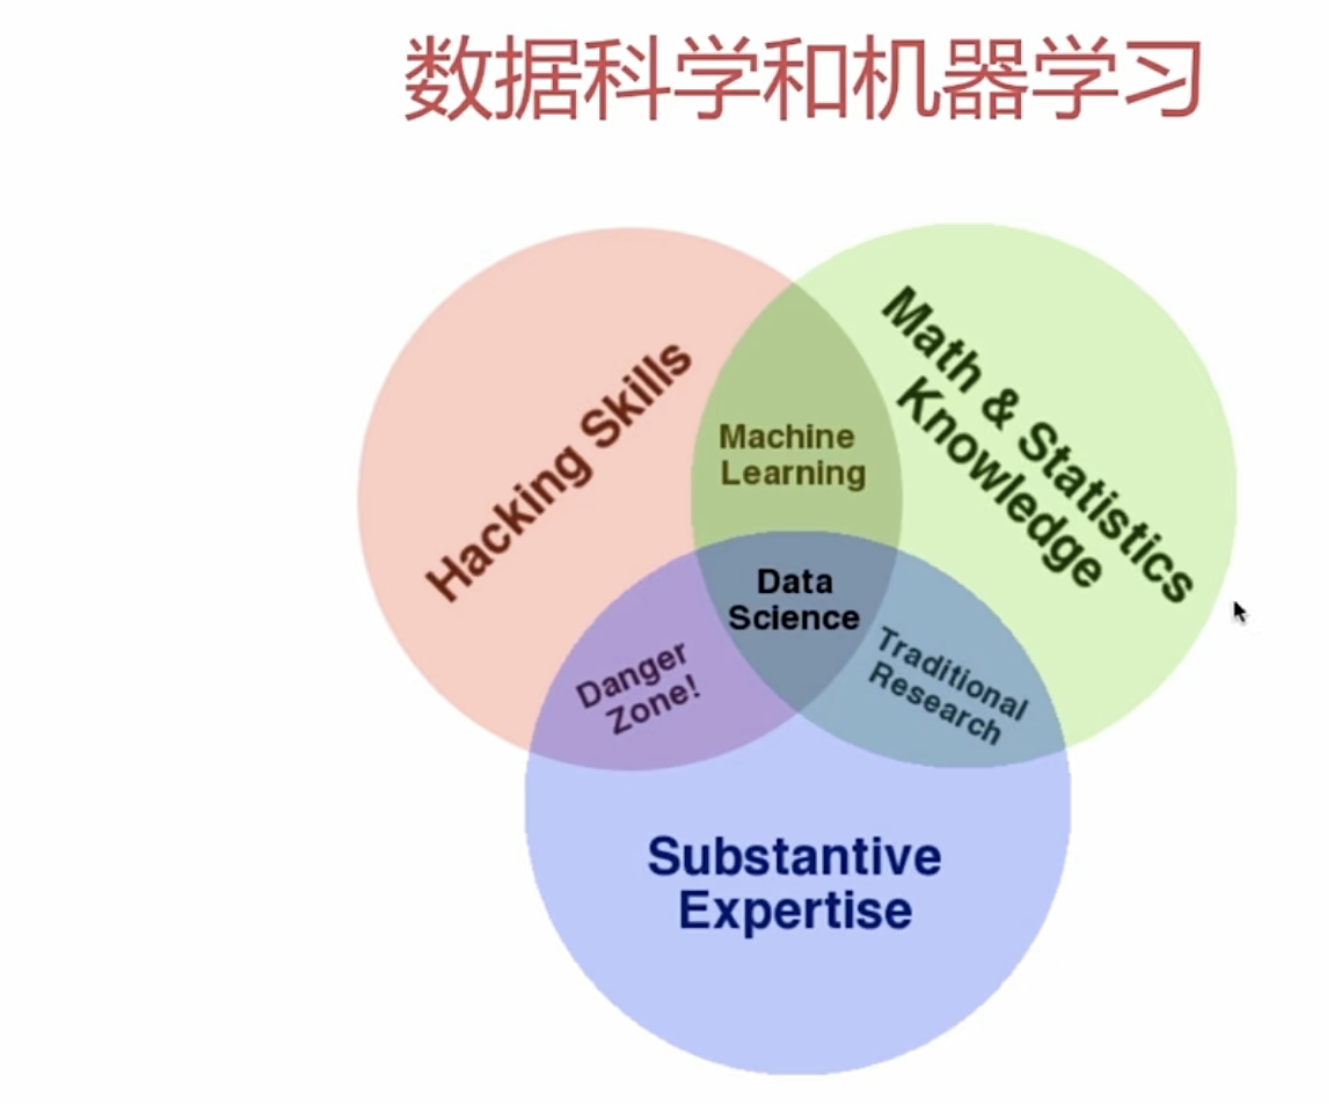 数据科学和机器学习
Hacking Skills
Math & Statistics
Knowledge
Machine
Learning
Data
Science
Danger
Zone!
Traditional
Research
Substantive
Expertise